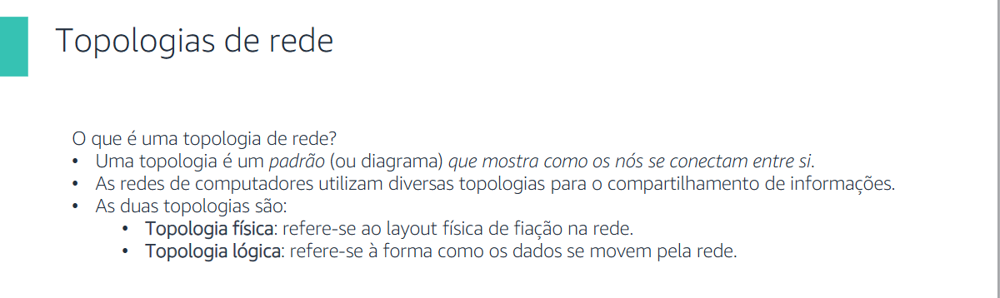 Topologias de rede
O que é uma topologia de rede?
• Uma topologia é um padrão (ou diagrama) que mostra como os nós se conectam entre si.
• As redes de computadores utilizam diversas topologias para o compartilhamento de informações.
• As duas topologias são:
• Topologia física: refere-se ao layout física de fiação na rede.
• Topologia lógica: refere-se à forma como os dados se movem pela rede.